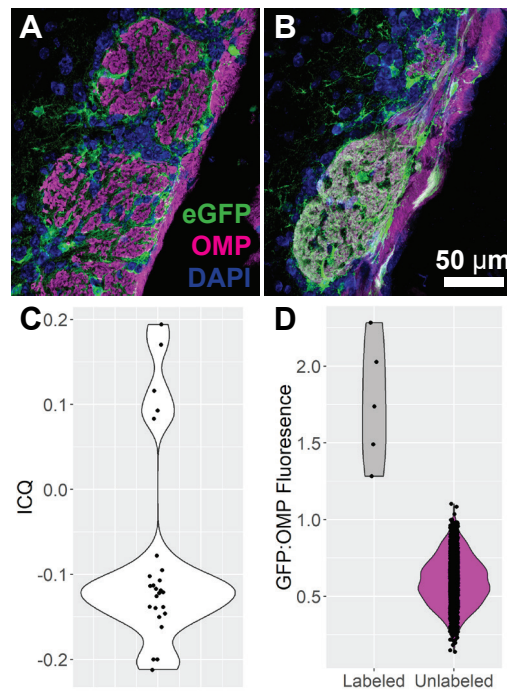 A
B
eGFP
OMP
DAPI
50 μm
C
D
ICQ
0.2
0.1
0.0
-0.1
-0.2
GFP:OMP Fluoresence
2.0
1.5
1.0
0.5
Labeled
Unlabeled